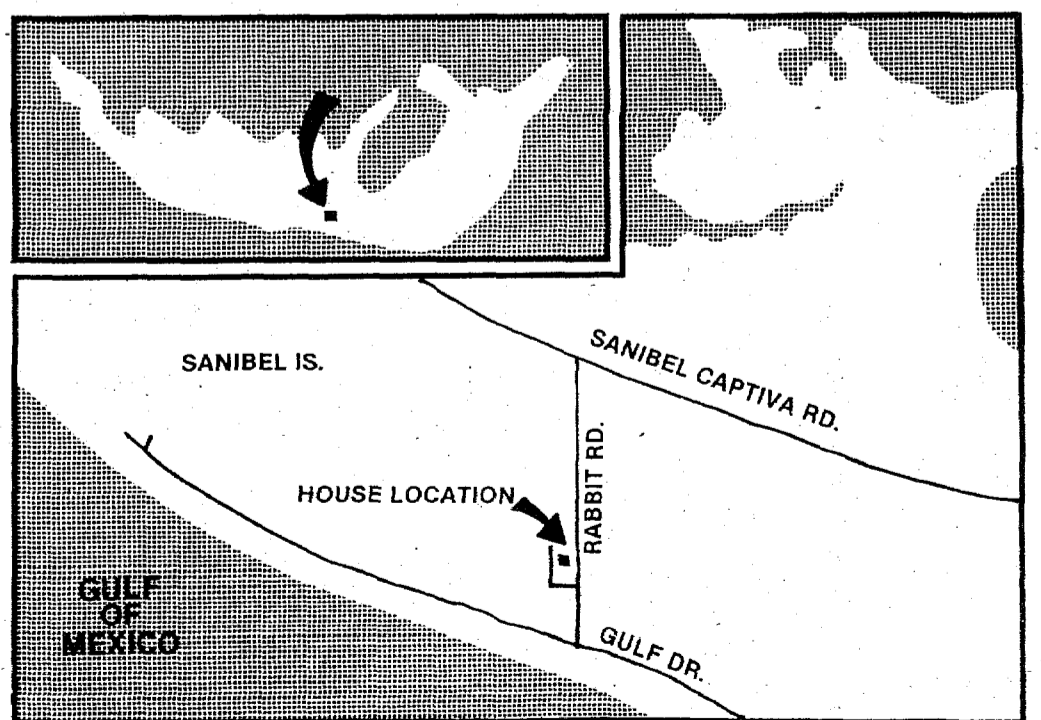 SANIBEL IS.
SANIBEL CAPTIVA RD.
RABBIT RD.
HOUSE LOCATION
GULF
OF
MEXICO
GULF DR.